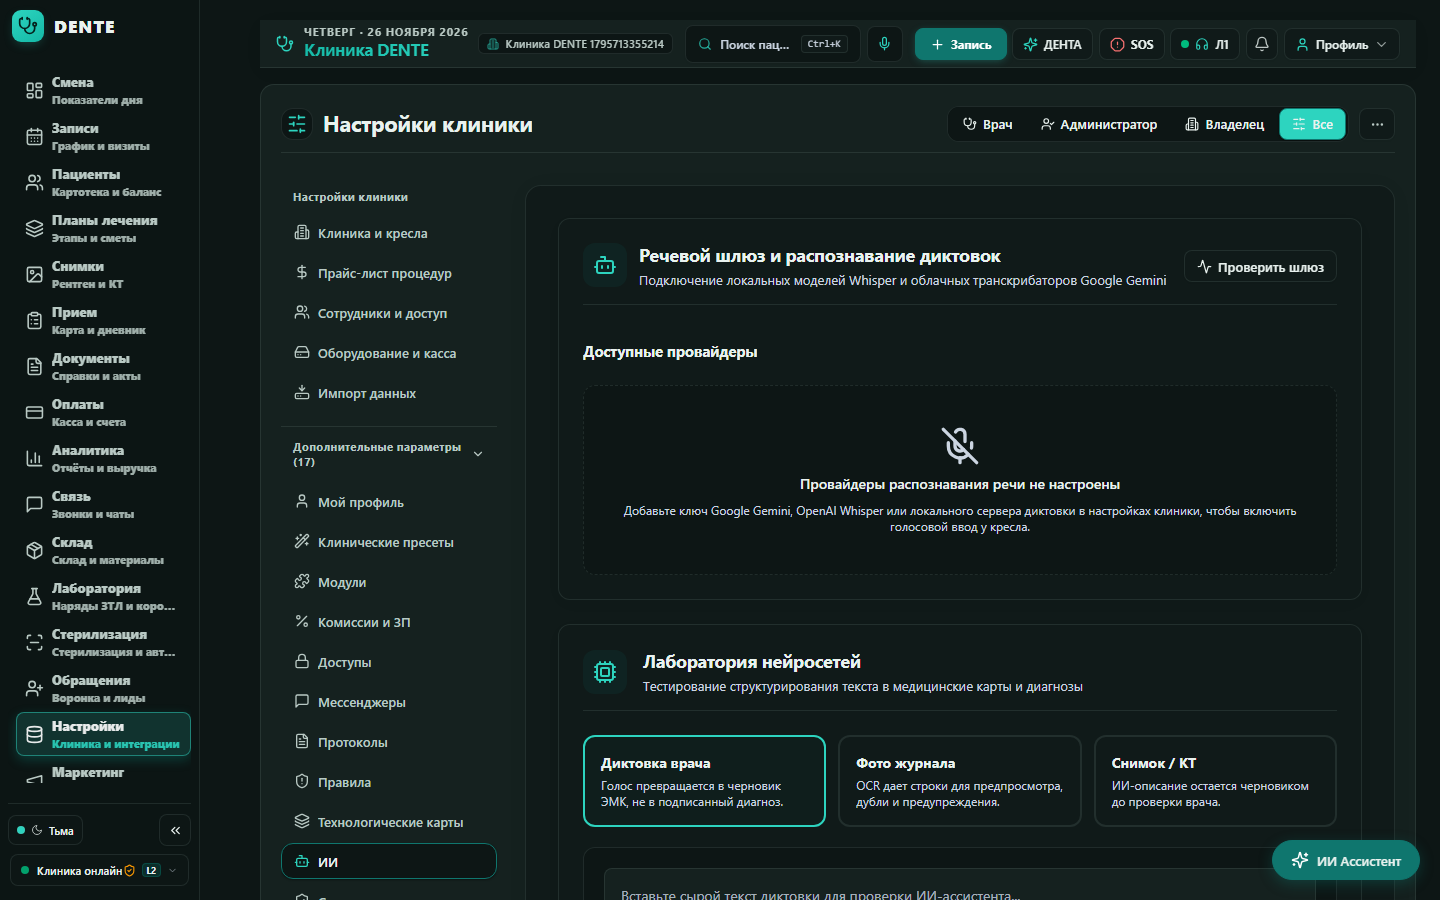 DENTE
Смена
Показатели дня
Записи
График и визиты
Пациенты
Картотека и баланс
Планы лечения
Этапы и сметы
Снимки
Рентген и КТ
Прием
Карта и дневник
Документы
Справки и акты
Оплаты
Касса и счета
Аналитика
Отчёты и выручка
Связь
Звонки и чаты
Склад
Склад и материалы
Лаборатория
Наряды ЗТЛ и коро...
Стерилизация
Стерилизация и авт...
Обращения
Воронка и лиды
Настройки
Клиника и интеграции
Маркетинг
Тьма
Клиника онлайн L2
ЧЕТВЕРГ · 26 НОЯБРЯ 2026
Клиника DENTE
Клиника DENTE 1795713355214
Поиск пац... Ctrl+K
Запись
ДЕНТА
SOS
Л1
Профиль
Настройки клиники
Врач
Администратор
Владелец
Все
Настройки клиники
Клиника и кресла
Прайс-лист процедур
Сотрудники и доступ
Оборудование и касса
Импорт данных
Дополнительные параметры
(17)
Мой профиль
Клинические пресеты
Модули
Комиссии и ЗП
Доступы
Мессенджеры
Протоколы
Правила
Технологические карты
ИИ
Речевой шлюз и распознавание диктовок
Подключение локальных моделей Whisper и облачных транскрибаторов Google Gemini
Проверить шлюз
Доступные провайдеры
Провайдеры распознавания речи не настроены
Добавьте ключ Google Gemini, OpenAI Whisper или локального сервера диктовки в настройках клиники, чтобы включить
голосовой ввод у кресла.
Лаборатория нейросетей
Тестирование структурирования текста в медицинские карты и диагнозы
Диктовка врача
Голос превращается в черновик
ЭМК, не в подписанный диагноз.
Фото журнала
OCR дает строки для предпросмотра,
дубли и предупреждения.
Снимок / КТ
ИИ-описание остается черновиком
до проверки врача.
Вставьте сырой текст диктовки для проверки ИИ-ассистента...
ИИ Ассистент